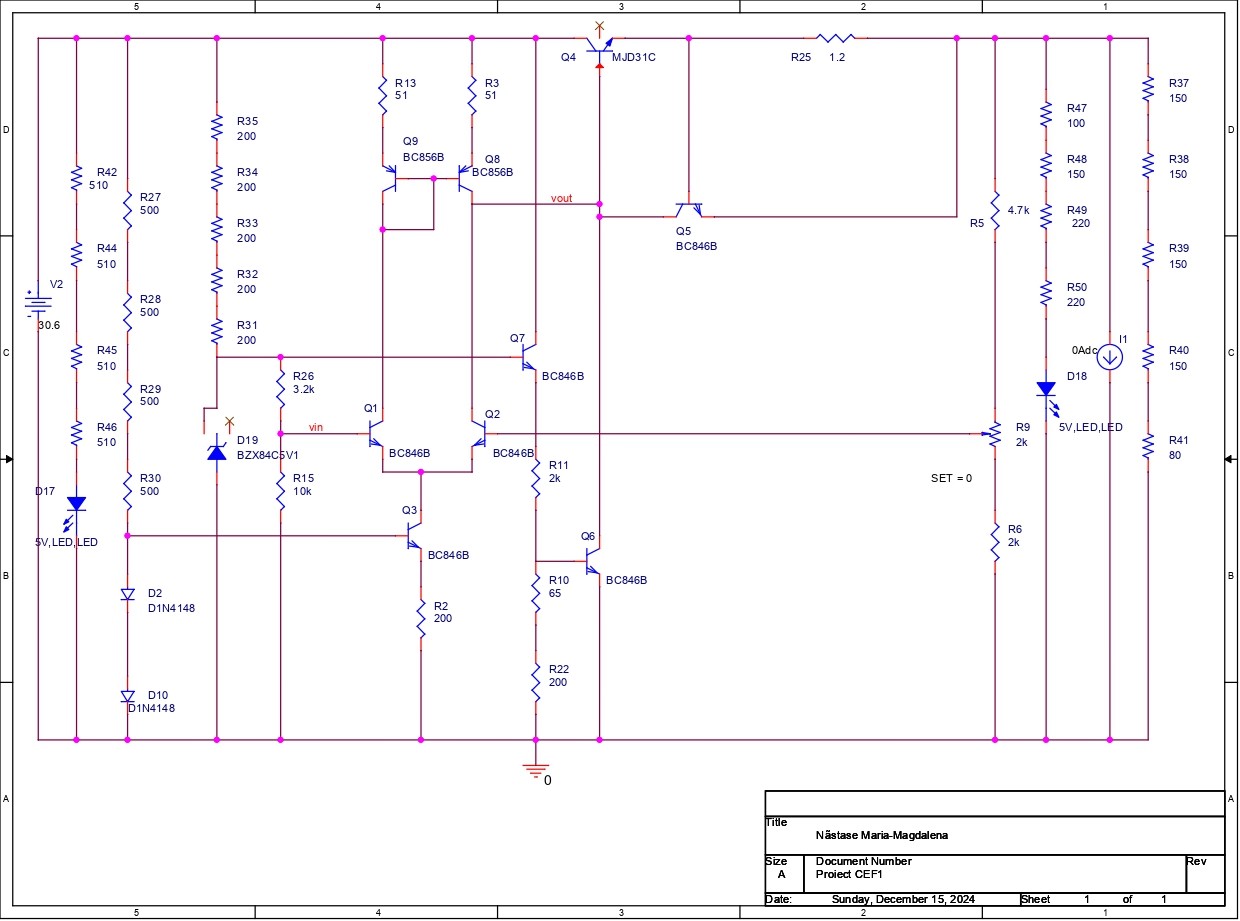 5
4
3
2
1
D
D
C
C
B
B
A
A
Q4
MJD31C
R25
1.2
R13
51
R3
51
R37
150
R47
100
R35
200
Q9
BC856B
Q8
BC856B
R38
150
R48
150
R42
510
R34
200
R27
500
vout
R49
220
R5
4.7k
Q5
BC846B
R33
200
R44
510
R39
150
R32
200
V2
30.6
R50
220
R28
500
R31
200
Q7
BC846B
I1
0Adc
R45
510
R40
150
R26
3.2k
D18
5V,LED,LED
R29
500
Q1
BC846B
Q2
BC846B
vin
R46
510
R9
2k
SET = 0
D19
BZX84C5V1
R41
80
R11
2k
R30
500
R15
10k
D17
5V,LED,LED
Q3
BC846B
R6
2k
Q6
BC846B
D2
D1N4148
R10
65
R2
200
R22
200
D10
D1N4148
0
Title
Năstase Maria-Magdalena
Size
A
Document Number
Proiect CEF1
Rev
Date:
Sunday, December 15, 2024
Sheet
1
of
1
5
4
3
2
1